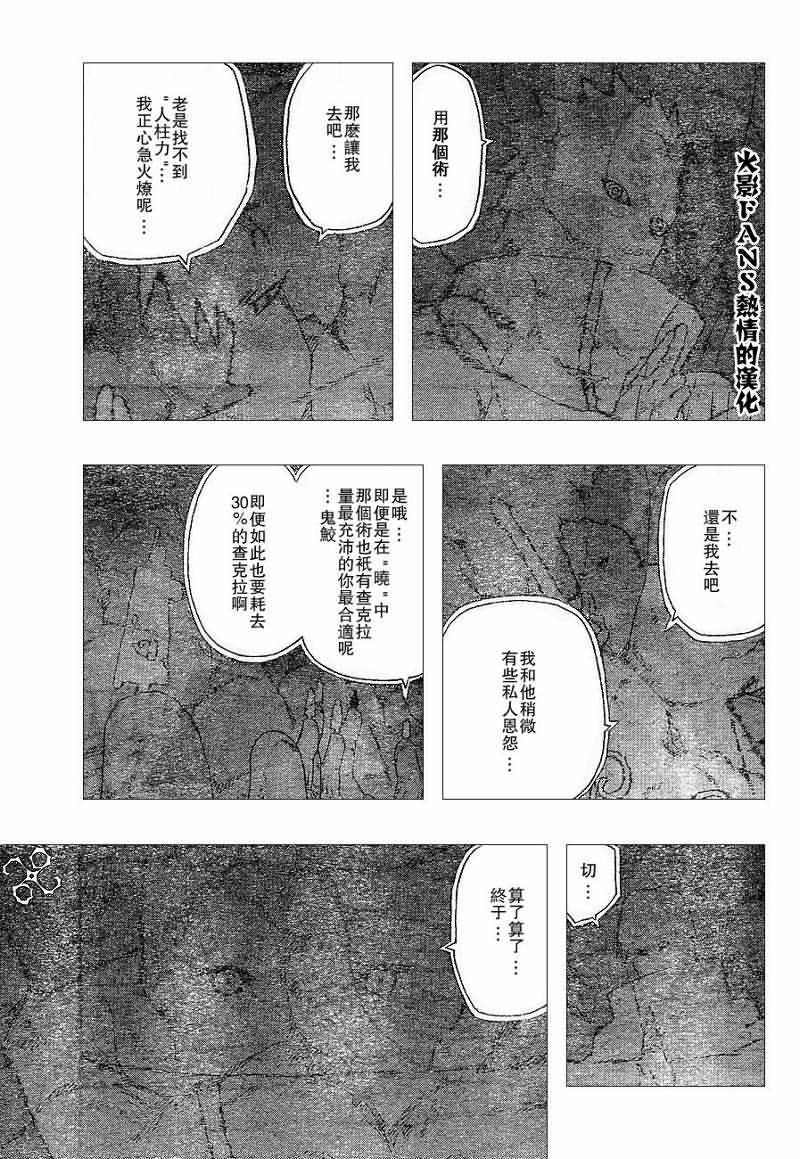 火影FANS熱情的漢化
用那個術…
那麽讓我
去吧…
老是找不到
"人柱力"…
我正心急火燎呢…
不…
還是我去吧
我和他稍微
有些私人恩怨…
是哦…
即便是在"曉"中
那個術也衹有查克拉
量最充沛的你最合適呢
…鬼鮫
即便如此也要耗去
30%的查克拉啊
切…
算了算了…
終于…